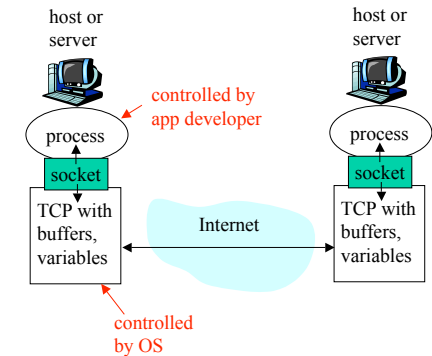 host or
server
host or
server
controlled by
app developer
process
process
socket
socket
TCP with
buffers,
variables
Internet
TCP with
buffers,
variables
controlled
by OS